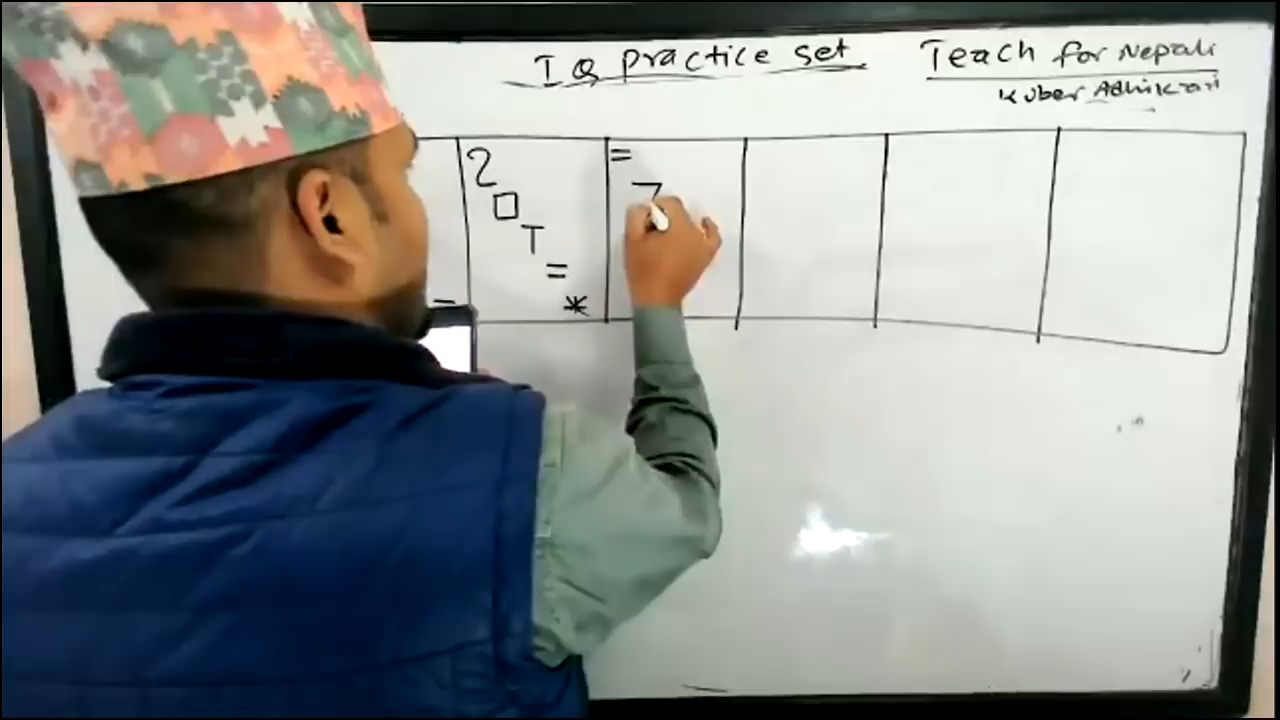 IQ practice set
Teach for Nepali
Kuber Adhikari
2
□
T
=
*
=
7